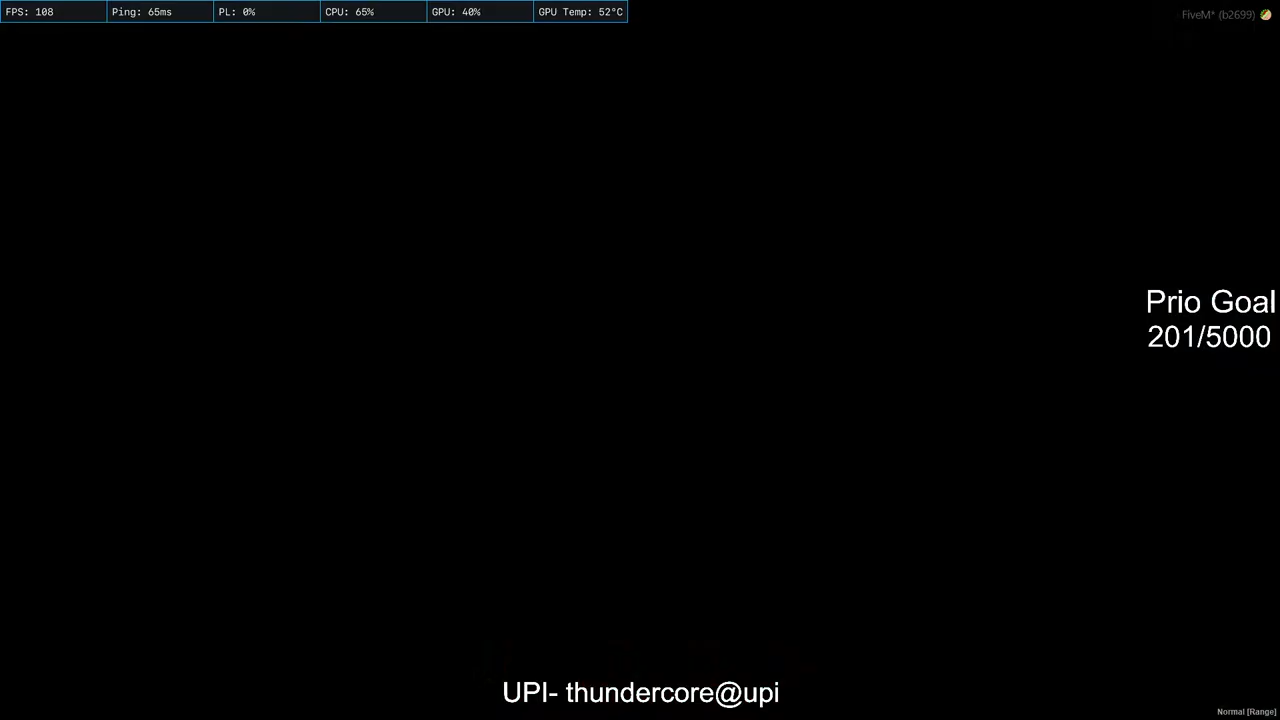 FPS: 108 Ping: 65ms PL: 0% CPU: 65% GPU: 40% GPU Temp: 52°C
FiveM* (b2699)
Prio Goal
201/5000
UPI- thundercore@upi
Normal [Range]